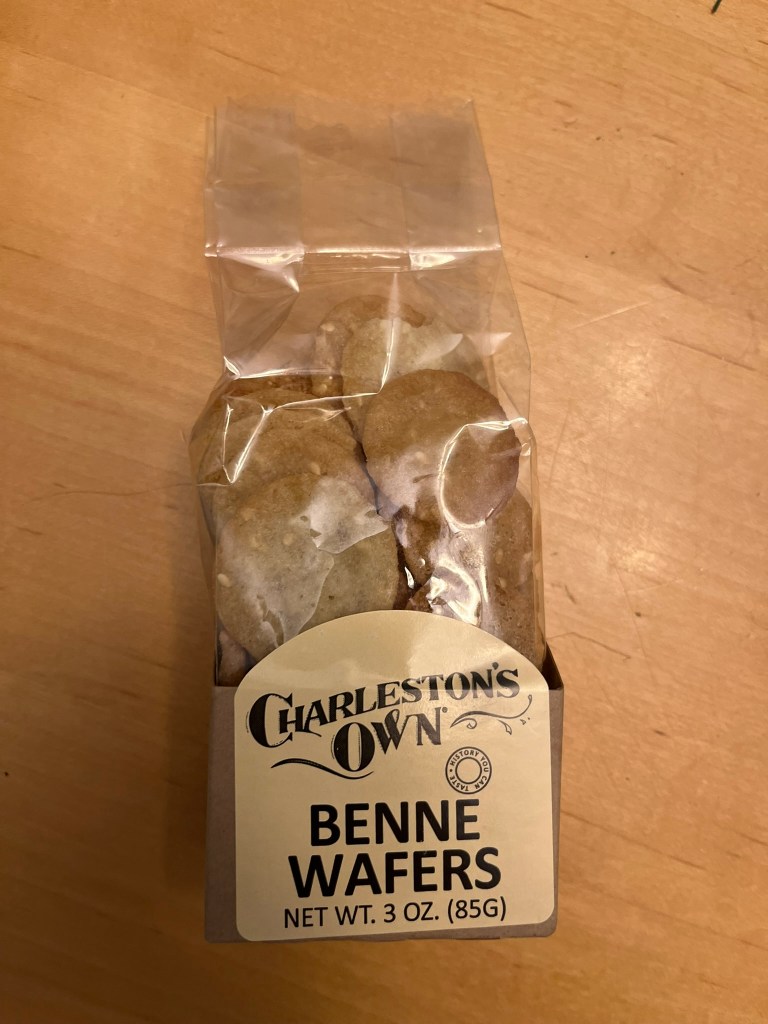 CHARLESTON'S
OWN®
• HISTORY YOU CAN TASTE
BENNE
WAFERS
NET WT. 3 OZ. (85G)